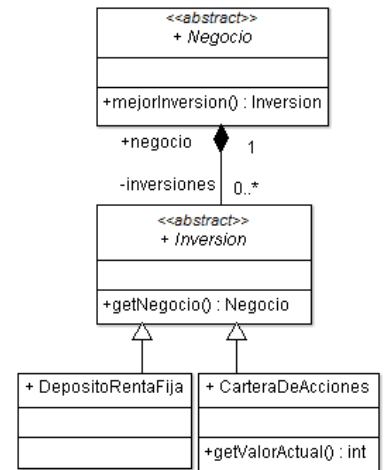 <<abstract>>
+ Negocio
+mejorInversion() : Inversion
+negocio
1
-inversiones
0..*
<<abstract>>
+ Inversion
+getNegocio() : Negocio
+ DepositoRentaFija
+ CarteraDeAcciones
+getValorActual() : int